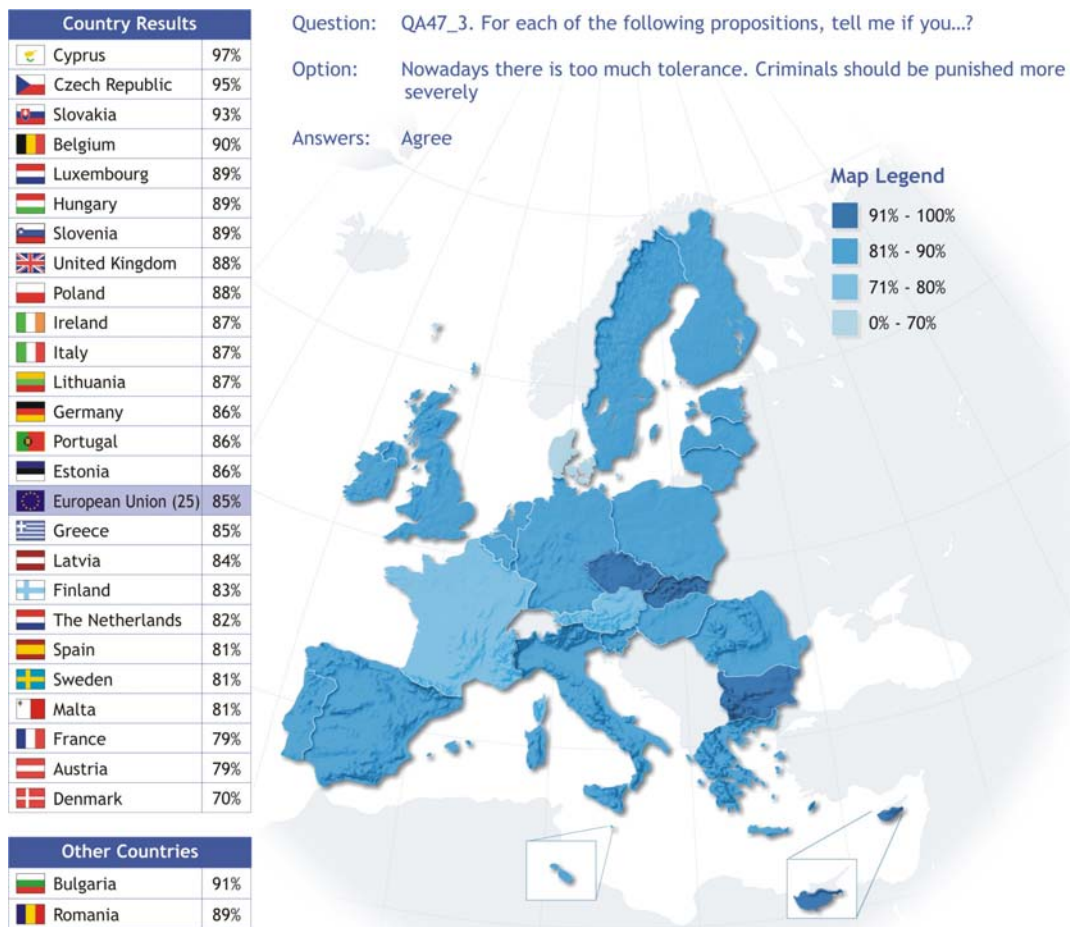 Country Results
Cyprus 97%
Czech Republic 95%
Slovakia 93%
Belgium 90%
Luxembourg 89%
Hungary 89%
Slovenia 89%
United Kingdom 88%
Poland 88%
Ireland 87%
Italy 87%
Lithuania 87%
Germany 86%
Portugal 86%
Estonia 86%
European Union (25) 85%
Greece 85%
Latvia 84%
Finland 83%
The Netherlands 82%
Spain 81%
Sweden 81%
Malta 81%
France 79%
Austria 79%
Denmark 70%
Other Countries
Bulgaria 91%
Romania 89%
Question: QA47_3. For each of the following propositions, tell me if you...?
Option: Nowadays there is too much tolerance. Criminals should be punished more
severely
Answers: Agree
Map Legend
91% - 100%
81% - 90%
71% - 80%
0% - 70%